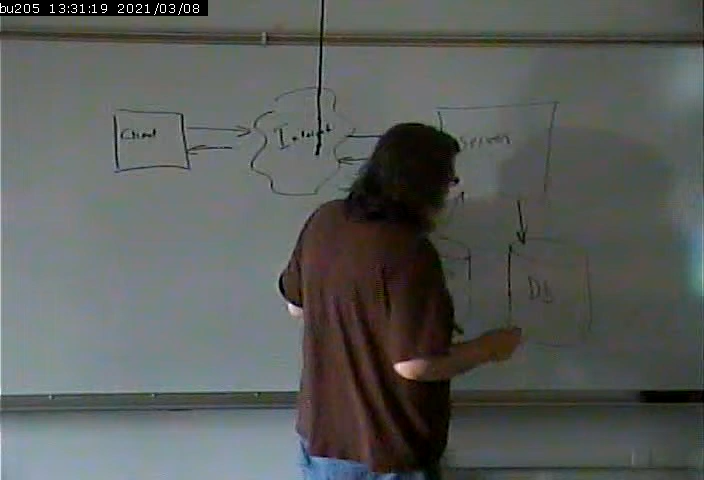 bu205 13:31:19 2021/03/08
Client
Internet
Server
Db